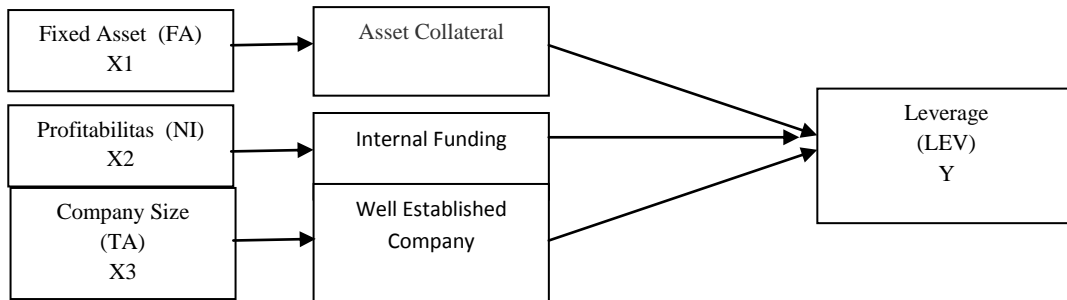 Fixed Asset (FA)
X1
Asset Collateral
Profitabilitas (NI)
X2
Internal Funding
Company Size
(TA)
X3
Well Established
Company
Leverage
(LEV)
Y